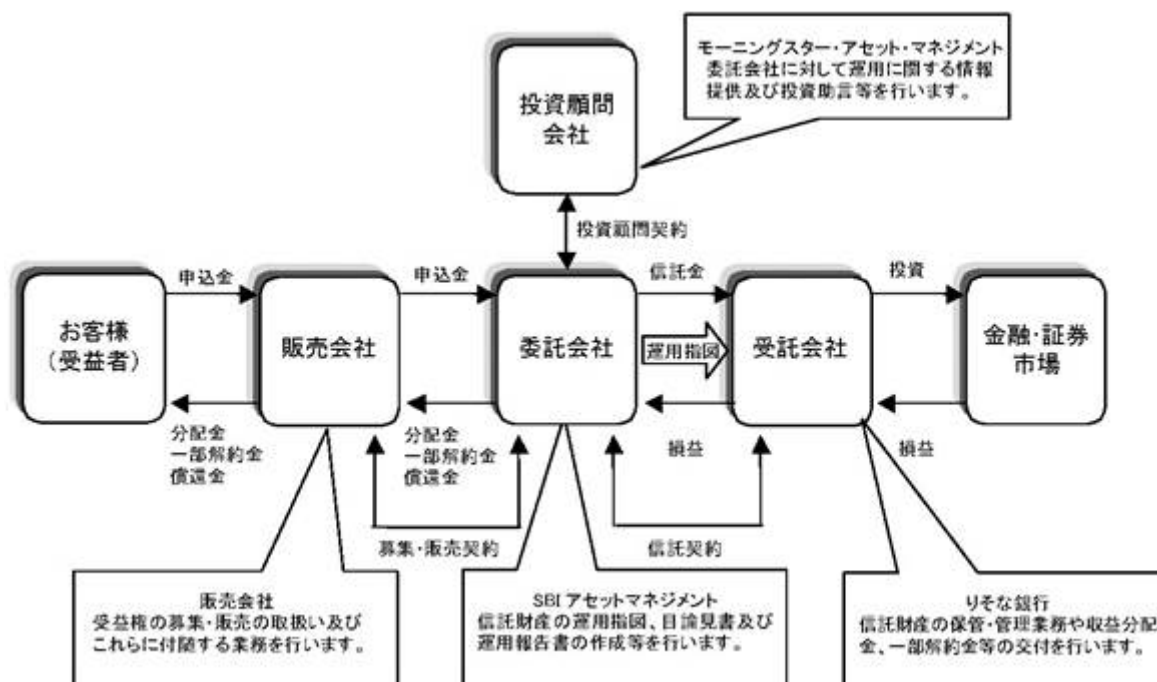 モーニングスター・アセット・マネジメント
委託会社に対して運用に関する情報
提供及び投資助言等を行います。
投資顧問
会社
投資顧問契約
申込金
申込金
信託金
投資
お客様
(受益者)
販売会社
委託会社
運用指図
受託会社
金融・証券
市場
分配金
一部解約金
償還金
分配金
一部解約金
償還金
損益
損益
募集・販売契約
信託契約
販売会社
受益権の募集・販売の取扱い及び
これらに付随する業務を行います。
SBIアセットマネジメント
信託財産の運用指図、目論見書及び
運用報告書の作成等を行います。
りそな銀行
信託財産の保管・管理業務や収益分配
金、一部解約金等の交付を行います。